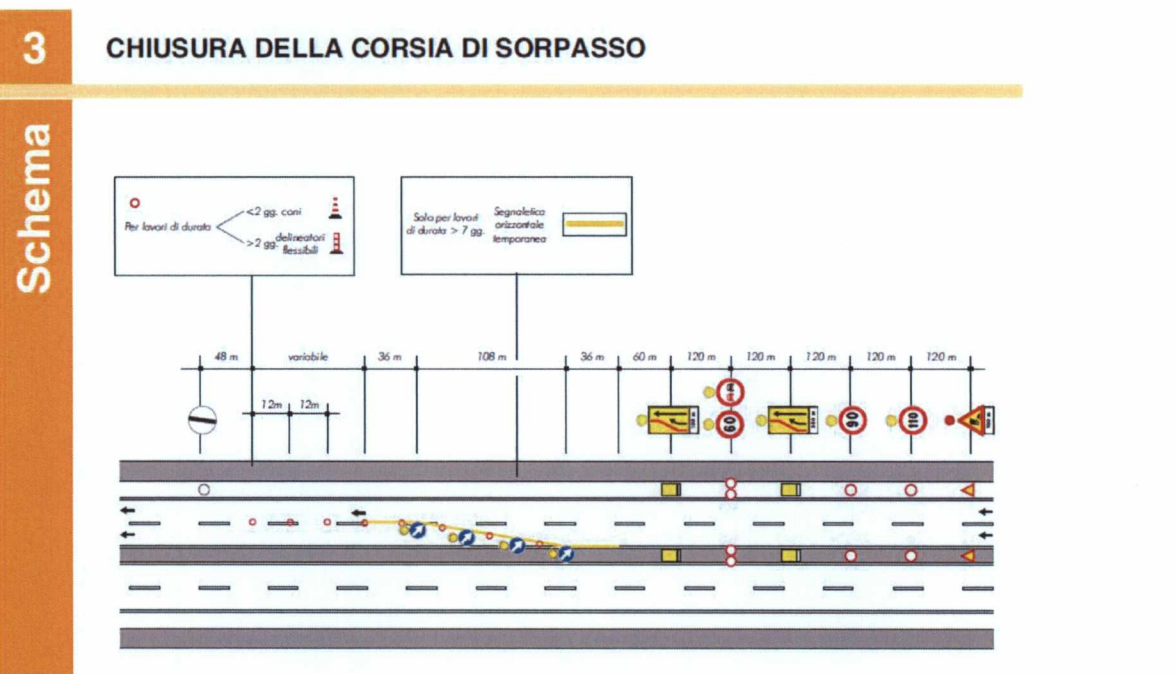 3
CHIUSURA DELLA CORSIA DI SORPASSO
Schema
Per lavori di durata
<2 gg. coni
>2 gg. delineatori
flessibili
Solo per lavori
di durata > 7 gg.
Segnaletica
orizzontale
temporanea
48 m
variabile
36 m
108 m
36 m
60 m
120 m
120 m
120 m
120 m
120 m
12m
12m
60
90
110